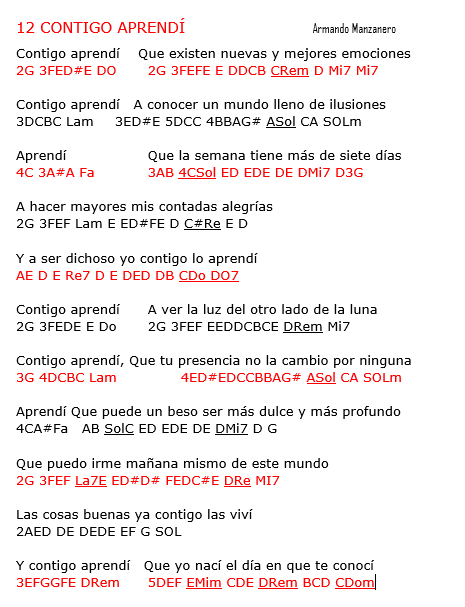 12 CONTIGO APRENDÍ Armando Manzanero
Contigo aprendí Que existen nuevas y mejores emociones
2G 3FED#E DO 2G 3FEFE E DDCB CRem D Mi7 Mi7
Contigo aprendí A conocer un mundo lleno de ilusiones
3DCBC Lam 3ED#E 5DCC 4BBAG# ASol CA SOLm
Aprendí Que la semana tiene más de siete días
4C 3A#A Fa 3AB 4CSol ED EDE DE DMi7 D3G
A hacer mayores mis contadas alegrías
2G 3FEF Lam E ED#FE D C#Re E D
Y a ser dichoso yo contigo lo aprendí
AE D E Re7 D E DED DB CDo DO7
Contigo aprendí A ver la luz del otro lado de la luna
2G 3FEDE E Do 2G 3FEF EEDDCBCE DRem Mi7
Contigo aprendí, Que tu presencia no la cambio por ninguna
3G 4DCBC Lam 4ED#EDCCBBAG# ASol CA SOLm
Aprendí Que puede un beso ser más dulce y más profundo
4CA#Fa AB SolC ED EDE DE DMi7 D G
Que puedo irme mañana mismo de este mundo
2G 3FEF La7E ED#D# FEDC#E DRe MI7
Las cosas buenas ya contigo las viví
2AED DE DEDE EF G SOL
Y contigo aprendí Que yo nací el día en que te conocí
3EFGGFE DRem 5DEF EMim CDE DRem BCD CDom